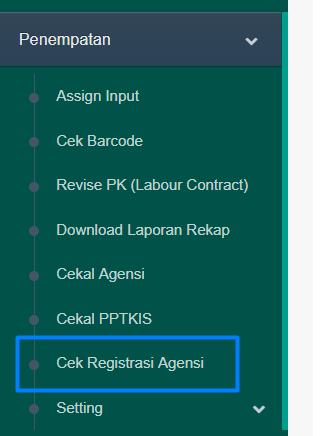 Penempatan
Assign Input
Cek Barcode
Revise PK (Labour Contract)
Download Laporan Rekap
Cekal Agensi
Cekal PPTKIS
Cek Registrasi Agensi
Setting